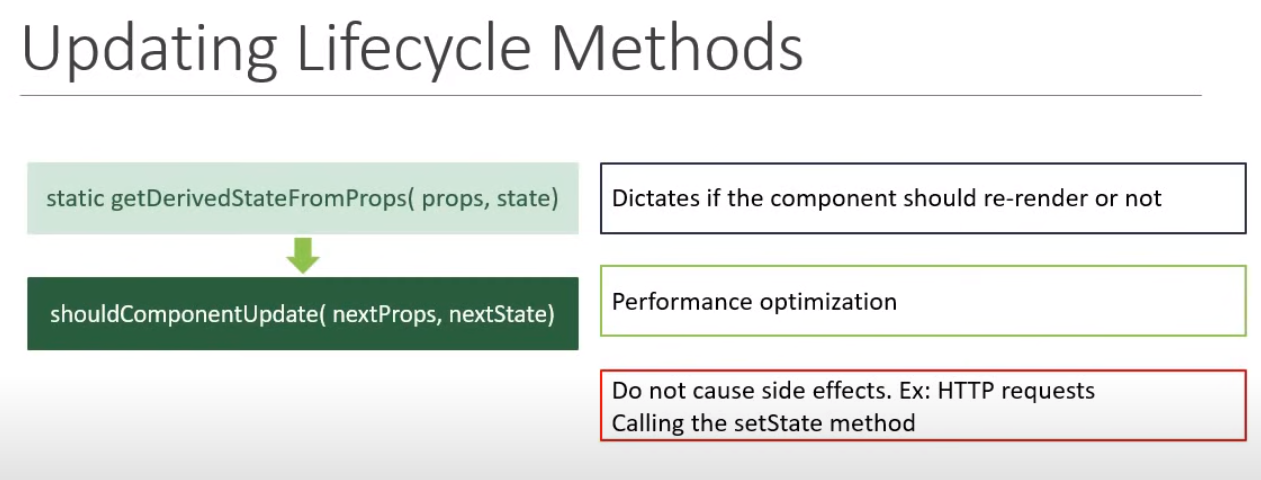 Updating Lifecycle Methods
static getDerivedStateFromProps( props, state)
Dictates if the component should re-render or not
shouldComponentUpdate( nextProps, nextState)
Performance optimization
Do not cause side effects. Ex: HTTP requests
Calling the setState method